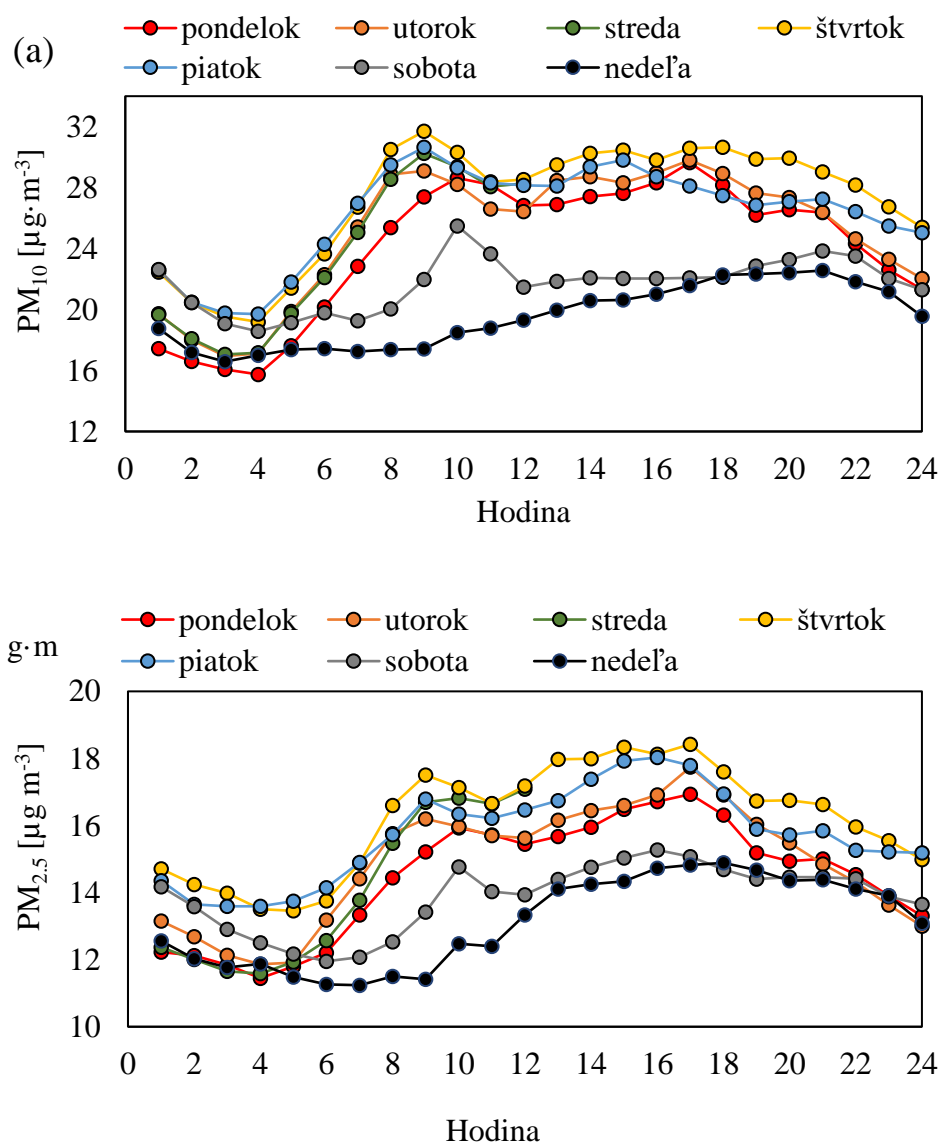 (a)
pondelok utorok streda štvrtok
piatok sobota nedeľa
PM10 [µg·m-3]
32
28
24
20
16
12
0 2 4 6 8 10 12 14 16 18 20 22 24
Hodina
pondelok utorok streda štvrtok
g·m
piatok sobota nedeľa
PM2.5 [µg m-3]
20
18
16
14
12
10
0 2 4 6 8 10 12 14 16 18 20 22 24
Hodina